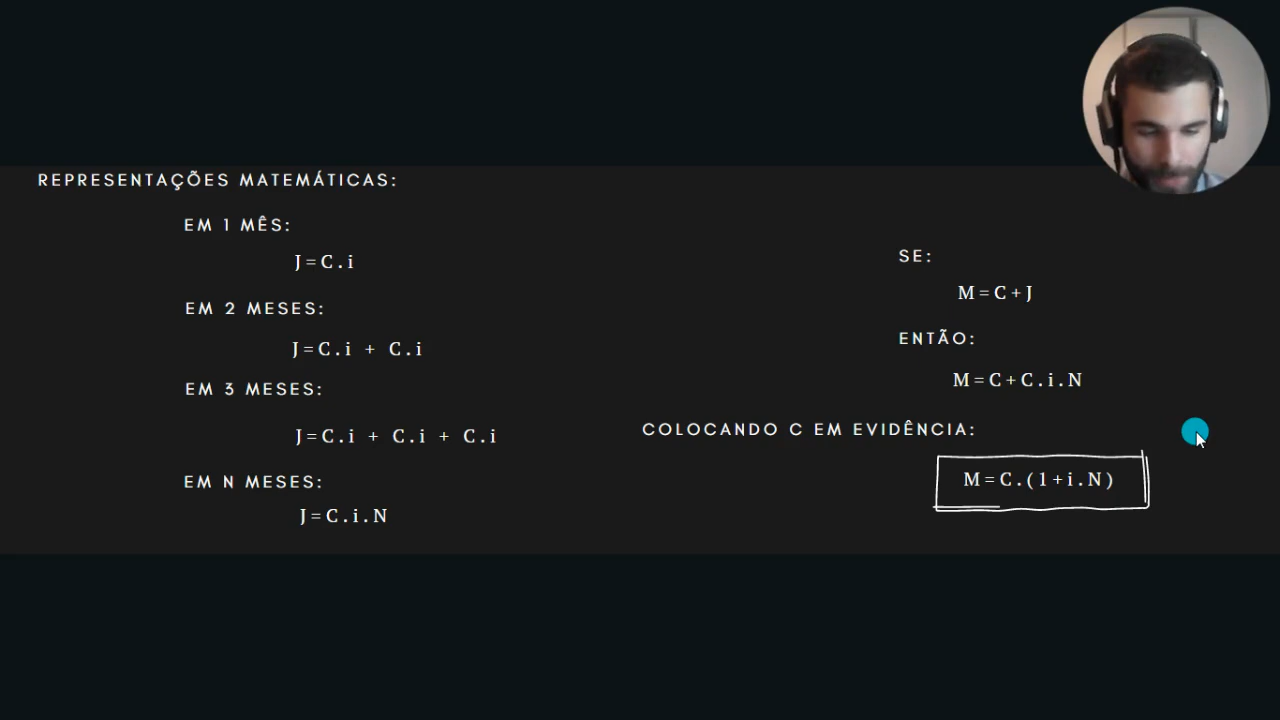 REPRESENTAÇÕES MATEMÁTICAS:
EM 1 MÊS:
J=C.i
EM 2 MESES:
J=C.i + C.i
EM 3 MESES:
J=C.i + C.i + C.i
EM N MESES:
J=C.i.N
SE:
M=C+J
ENTÃO:
M=C+C.i.N
COLOCANDO C EM EVIDÊNCIA:
M=C.(1+i.N)